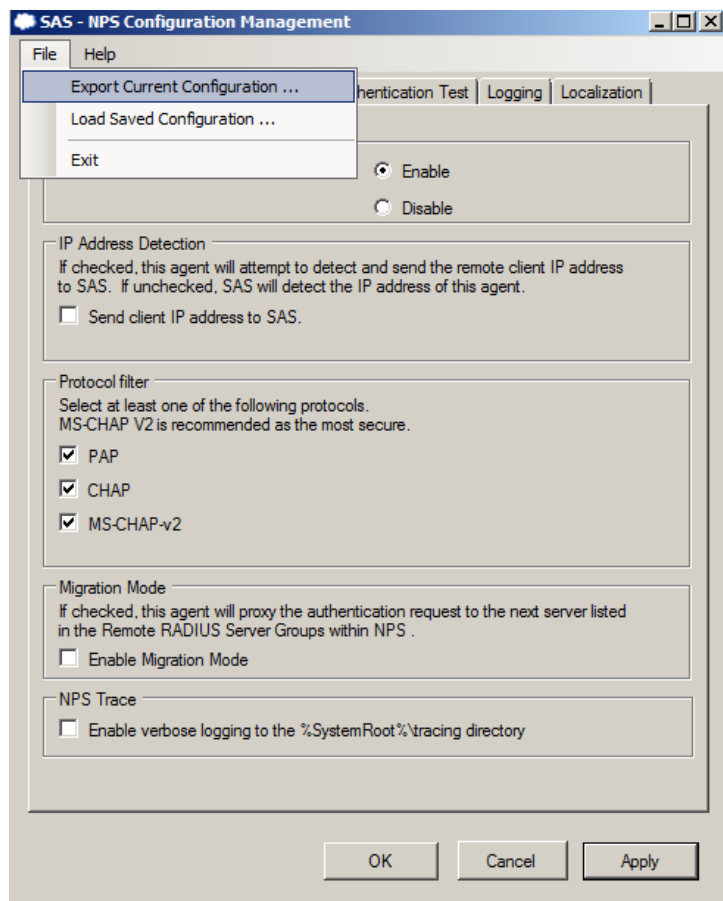 SAS - NPS Configuration Management
File Help
Export Current Configuration ...
Load Saved Configuration ...
Exit
Test Logging Localization
Enable
Disable
IP Address Detection
If checked, this agent will attempt to detect and send the remote client IP address
to SAS. If unchecked, SAS will detect the IP address of this agent.
Send client IP address to SAS.
Protocol filter
Select at least one of the following protocols.
MS-CHAP V2 is recommended as the most secure.
PAP
CHAP
MS-CHAP-v2
Migration Mode
If checked, this agent will proxy the authentication request to the next server listed
in the Remote RADIUS Server Groups within NPS .
Enable Migration Mode
NPS Trace
Enable verbose logging to the %SystemRoot%\tracing directory
OK Cancel Apply